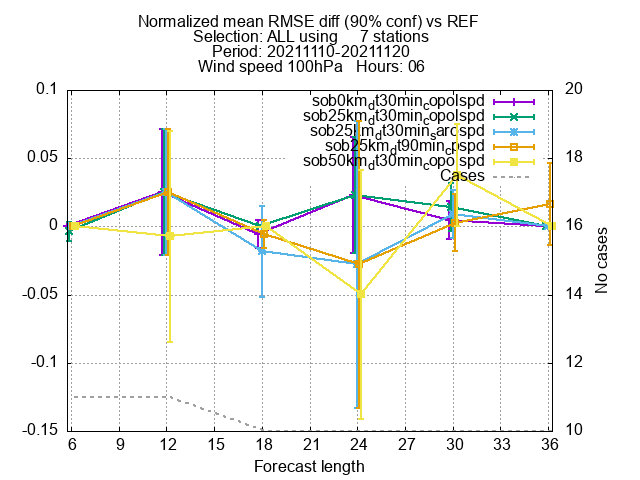 Normalized mean RMSE diff (90% conf) vs REF
Selection: ALL using 7 stations
Period: 20211110-20211120
Wind speed 100hPa Hours: 06
0.1
0.05
0
-0.05
-0.1
-0.15
20
18
16
14
12
10
No cases
sob0km_dt30min_copolspd
sob25km_dt30min_copolspd
sob25km_dt30min_sarcspd
sob25km_dt90min_cpspd
sob50km_dt30min_copolspd
Cases
6 9 12 15 18 21 24 27 30 33 36
Forecast length